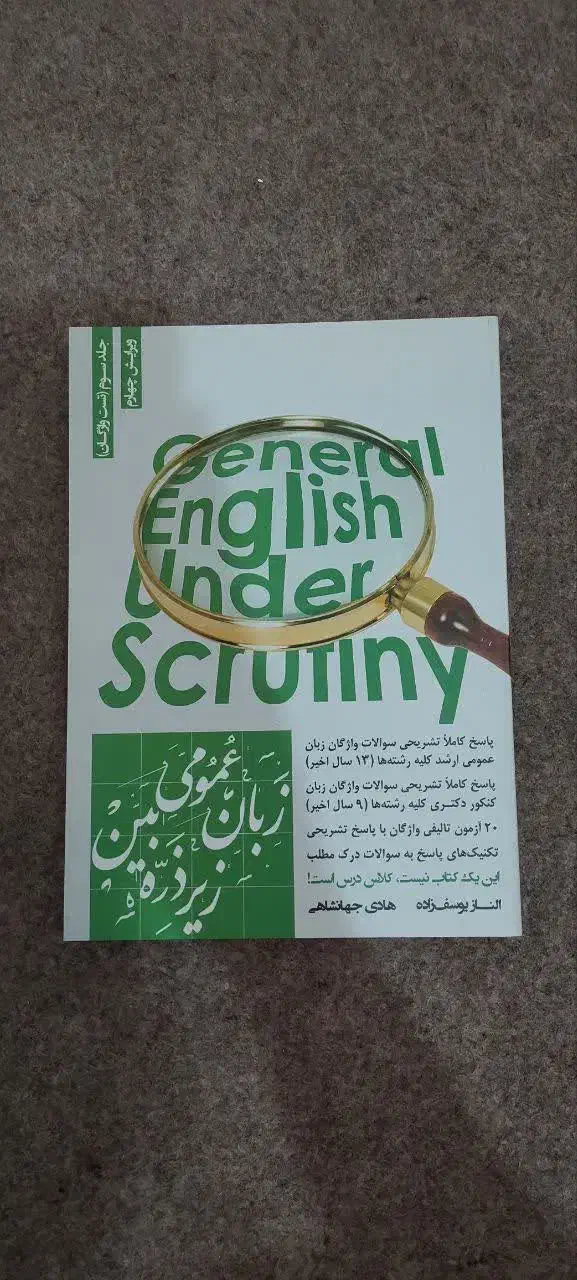 جلد سوم (تست واژگان)
ویرایش چهارم
General
English
Under
Scrutiny
زبان عمومی
زیر ذره بین
پاسخ کاملاً تشریحی سوالات واژگان زبان
عمومی ارشد کلیه رشته‌ها (۱۳ سال اخیر)
پاسخ کاملاً تشریحی سوالات واژگان زبان
کنکور دکتری کلیه رشته‌ها (۹ سال اخیر)
۲۰ آزمون تالیفی واژگان با پاسخ تشریحی
تکنیک‌های پاسخ به سوالات درک مطلب
این یک کتاب نیست، کلاس درس است!
الناز یوسف‌زاده هادی جهانشاهی